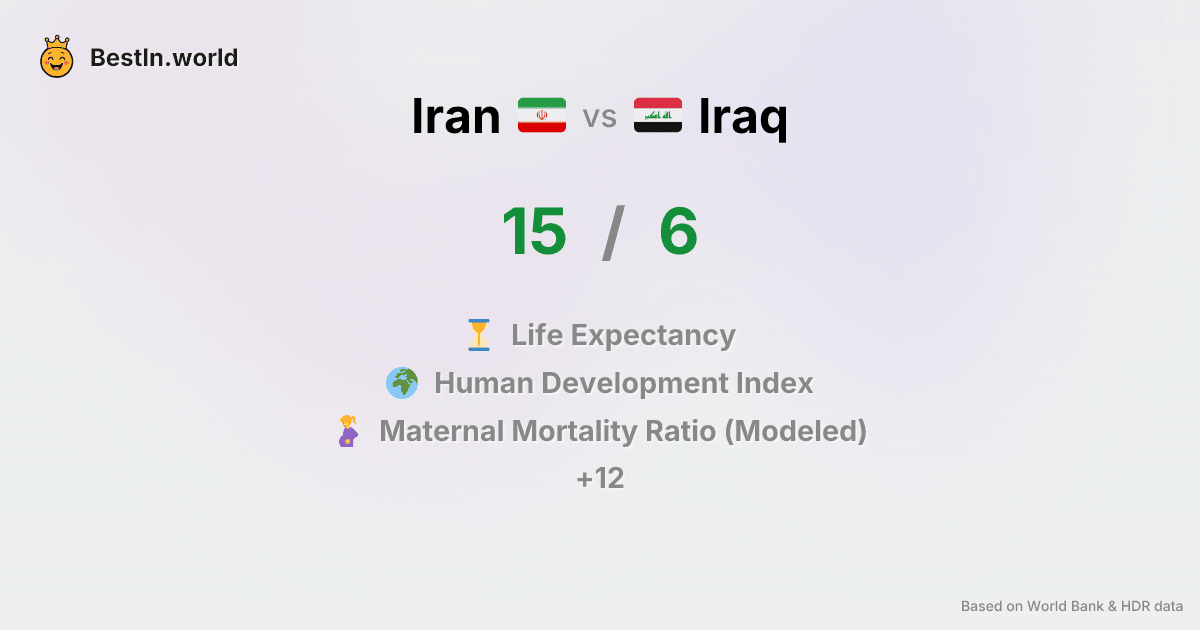 BestIn.world
Iran vs Iraq
15 / 6
Life Expectancy
Human Development Index
Maternal Mortality Ratio (Modeled)
+12
Based on World Bank & HDR data